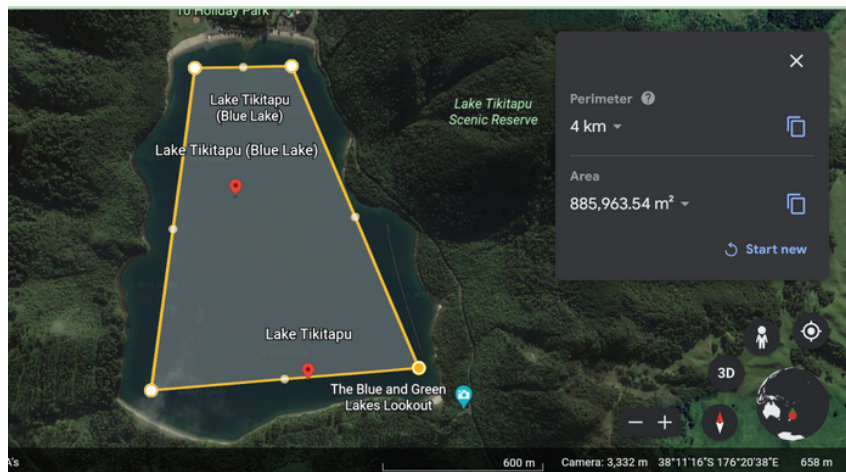 10 Holiday Park
Lake Tikitapu
(Blue Lake)
Lake Tikitapu
Scenic Reserve
Lake Tikitapu (Blue Lake)
Lake Tikitapu
The Blue and Green
Lakes Lookout
Perimeter ?
4 km
Area
885,963.54 m²
Start new
3D
A's
600 m
Camera: 3,332 m 38°11'16"S 176°20'38"E 658 m